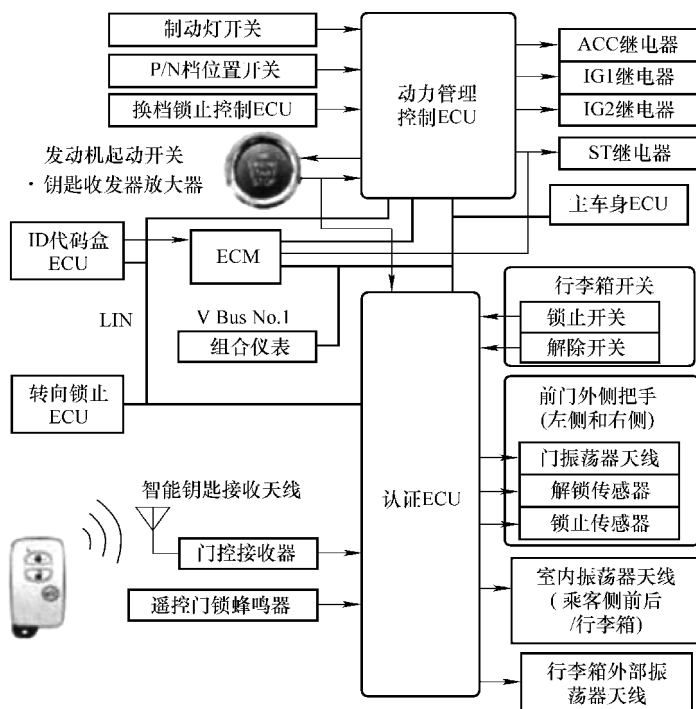 制动灯开关
P/N档位置开关
换档锁止控制ECU
动力管理
控制ECU
ACC继电器
IG1继电器
IG2继电器
ST继电器
发动机起动开关
·钥匙收发器放大器
主车身ECU
ID代码盒
ECU
ECM
行李箱开关
锁止开关
解除开关
LIN
V Bus No.1
组合仪表
转向锁止
ECU
前门外侧把手
(左侧和右侧)
门振荡器天线
解锁传感器
锁止传感器
认证ECU
智能钥匙接收天线
门控接收器
遥控门锁蜂鸣器
室内振荡器天线
(乘客侧前后
/行李箱)
行李箱外部振
荡器天线